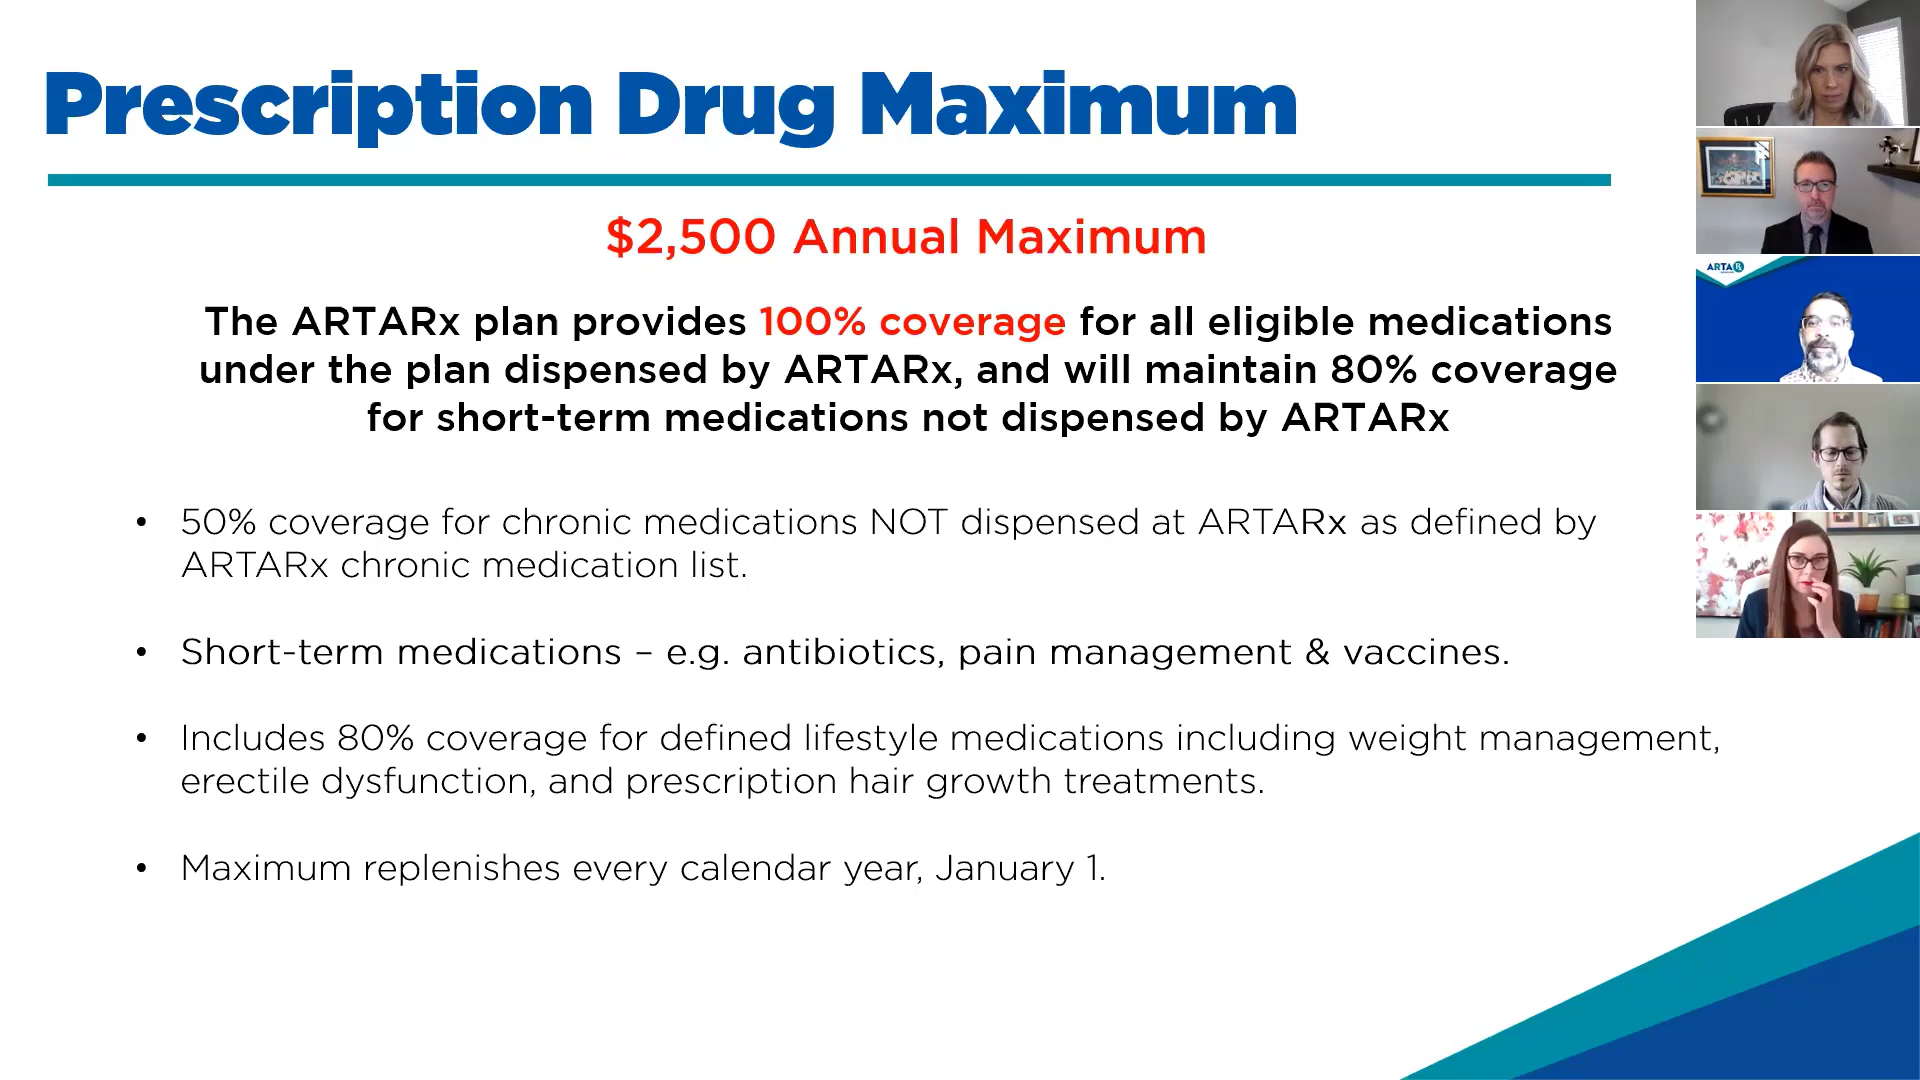 Prescription Drug Maximum
$2,500 Annual Maximum
The ARTARx plan provides 100% coverage for all eligible medications
under the plan dispensed by ARTARx, and will maintain 80% coverage
for short-term medications not dispensed by ARTARx
• 50% coverage for chronic medications NOT dispensed at ARTARx as defined by
ARTARx chronic medication list.
• Short-term medications – e.g. antibiotics, pain management & vaccines.
• Includes 80% coverage for defined lifestyle medications including weight management,
erectile dysfunction, and prescription hair growth treatments.
• Maximum replenishes every calendar year, January 1.
ARTARx